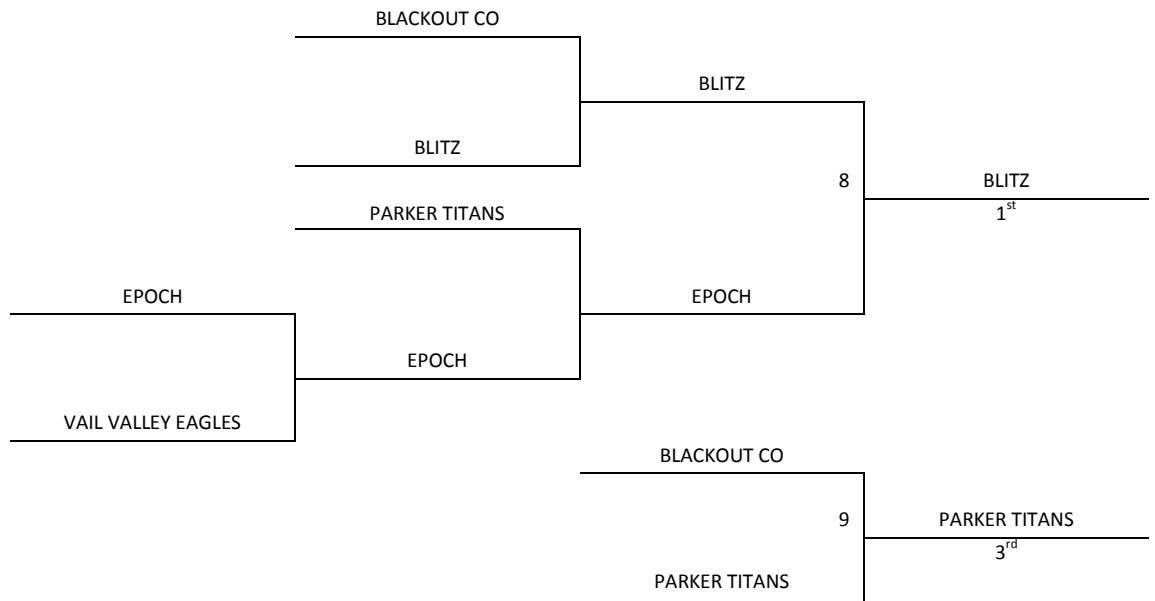 BLACKOUT CO
BLITZ
BLITZ
8
BLITZ
1st
PARKER TITANS
EPOCH
EPOCH
EPOCH
VAIL VALLEY EAGLES
BLACKOUT CO
9
PARKER TITANS
3rd
PARKER TITANS